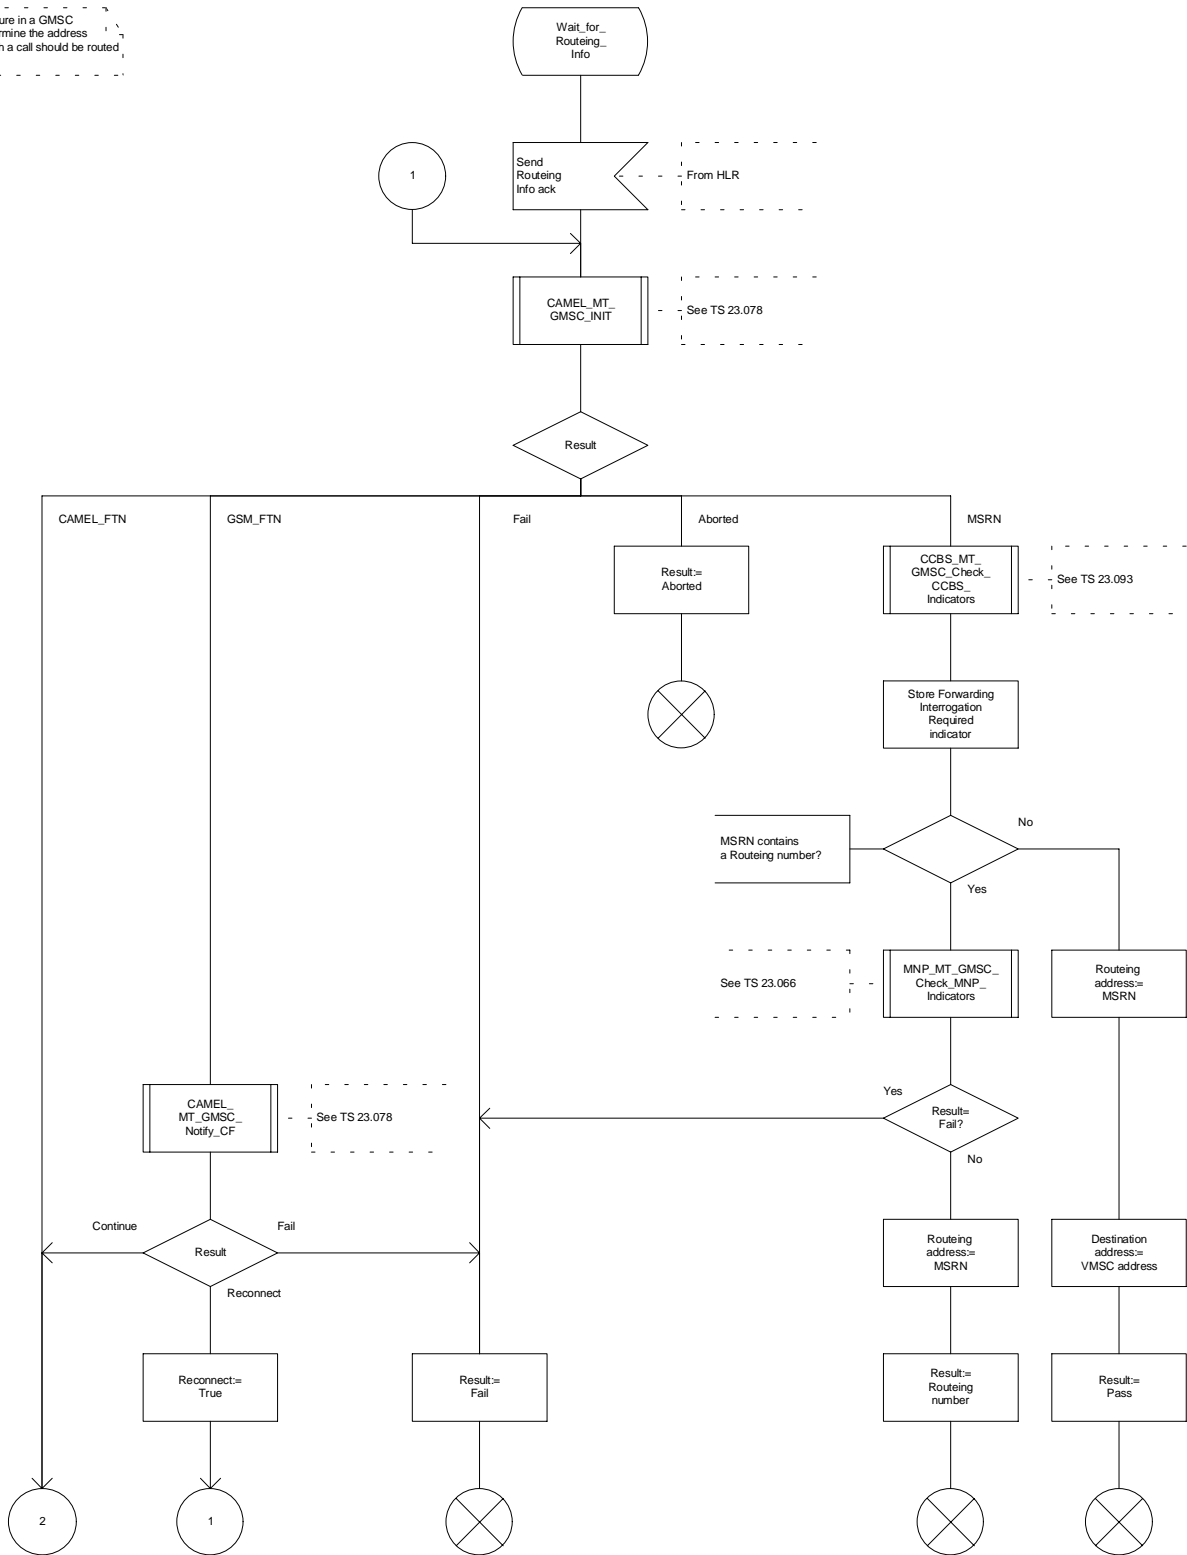 ure in a GMSC
rmine the address
h a call should be routed
Wait_for_
Routeing_
Info
1
Send
Routeing
Info ack
From HLR
CAMEL_MT_
GMSC_INIT
See TS 23.078
Result
CAMEL_FTN
GSM_FTN
Fail
Aborted
MSRN
Result:=
Aborted
CCBS_MT_
GMSC_Check_
CCBS_
Indicators
See TS 23.093
Store Forwarding
Interrogation
Required
indicator
MSRN contains
a Routeing number?
No
Yes
See TS 23.066
MNP_MT_GMSC_
Check_MNP_
Indicators
Routeing
address:=
MSRN
CAMEL_
MT_GMSC_
Notify_CF
See TS 23.078
Yes
Result=
Fail?
No
Continue
Result
Fail
Reconnect
Routeing
address:=
MSRN
Destination
address:=
VMSC address
Reconnect:=
True
Result:=
Fail
Result:=
Routeing
number
Result:=
Pass
2
1